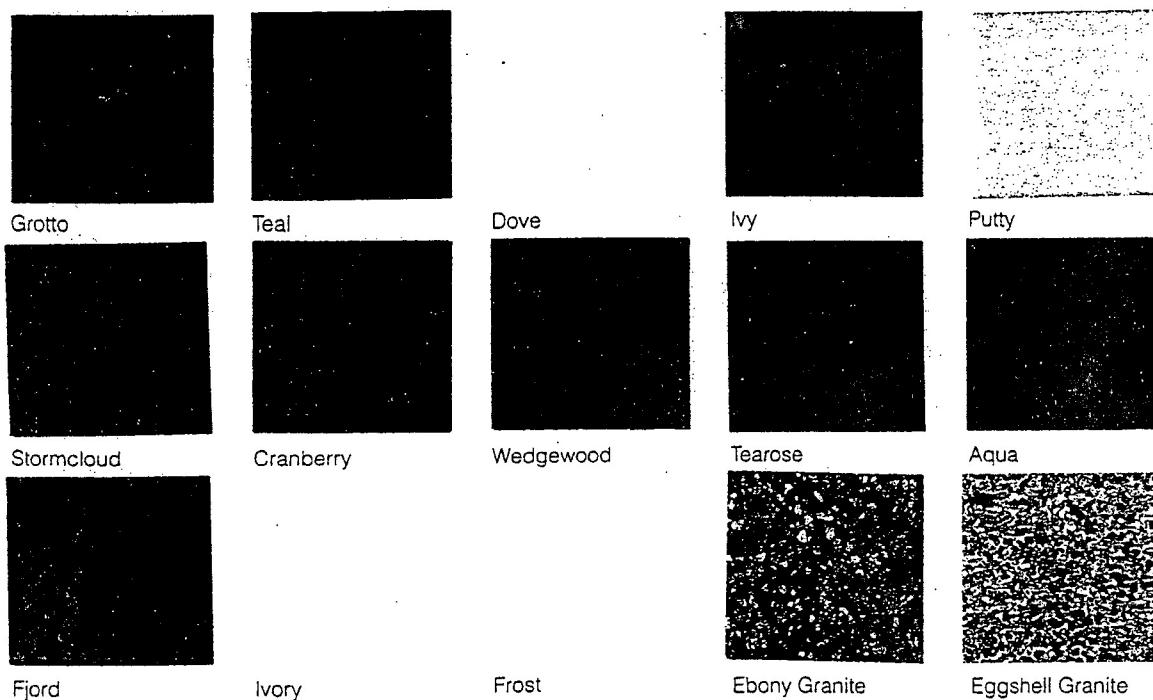 Grotto Teal Dove Ivy Putty
Stormcloud Cranberry Wedgewood Tearose Aqua
Fjord Ivory Frost Ebony Granite Eggshell Granite